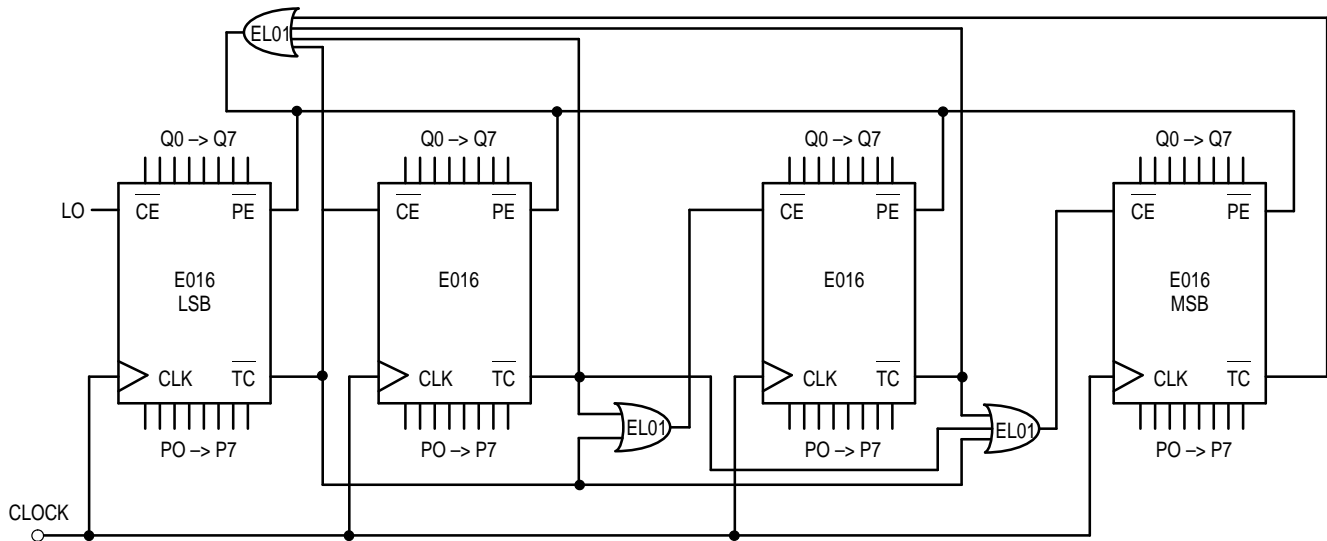 EL01
Q0 –> Q7
Q0 –> Q7
Q0 –> Q7
Q0 –> Q7
LO
CE PE
CE PE
CE PE
CE PE
E016
LSB
E016
E016
E016
MSB
CLK TC
CLK TC
CLK TC
CLK TC
EL01
EL01
PO –> P7
PO –> P7
PO –> P7
PO –> P7
CLOCK